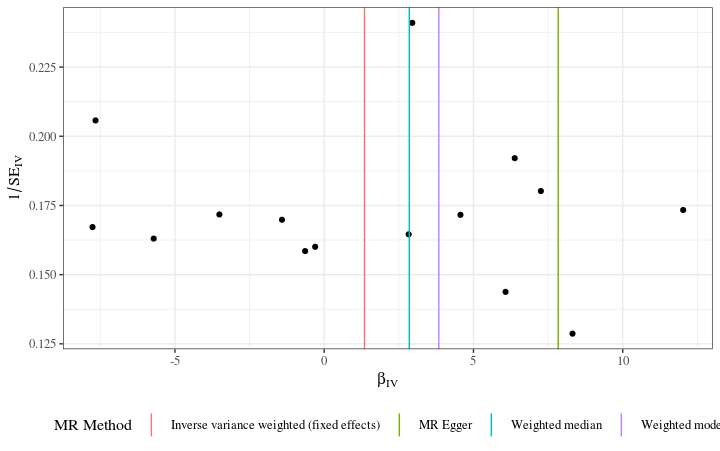 0.225
0.200
0.175
0.150
0.125
1/SE_IV
-5 0 5 10
β_IV
MR Method Inverse variance weighted (fixed effects) MR Egger Weighted median Weighted mode